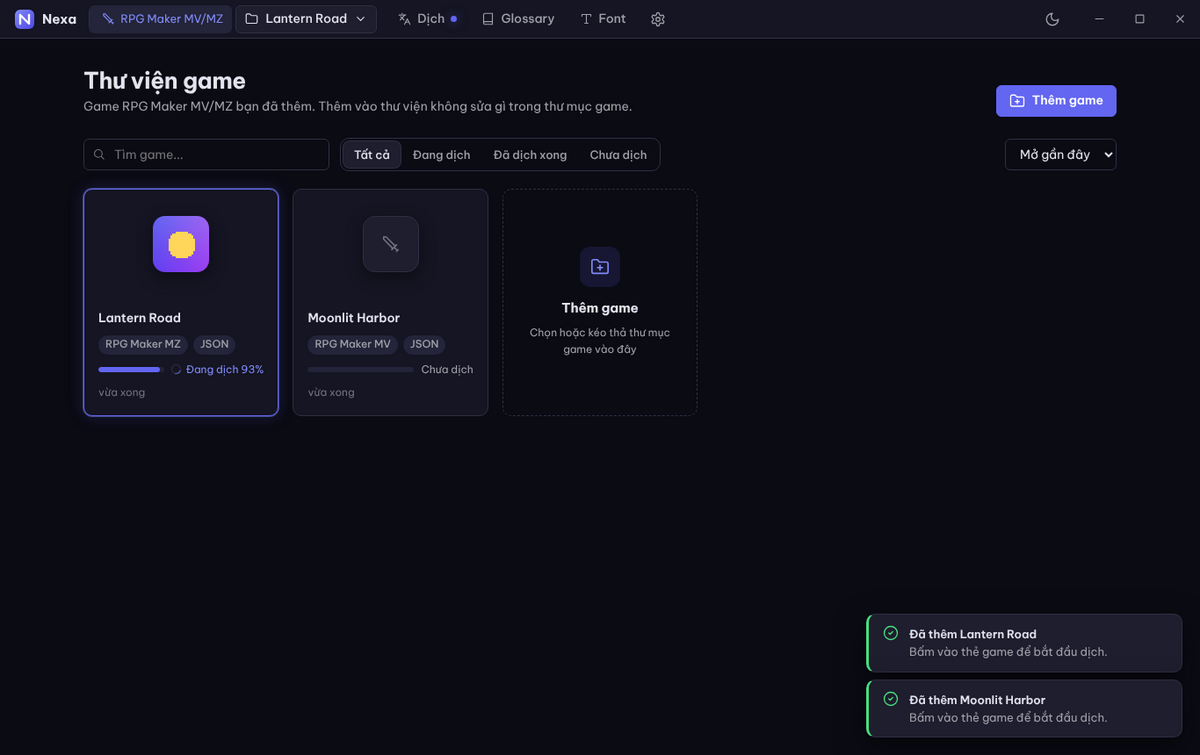 Nexa
RPG Maker MV/MZ
Lantern Road
Dịch
Glossary
Font
Thư viện game
Game RPG Maker MV/MZ bạn đã thêm. Thêm vào thư viện không sửa gì trong thư mục game.
Thêm game
Tìm game...
Tất cả
Đang dịch
Đã dịch xong
Chưa dịch
Mở gần đây
Lantern Road
RPG Maker MZ
JSON
Đang dịch 93%
vừa xong
Moonlit Harbor
RPG Maker MV
JSON
Chưa dịch
vừa xong
Thêm game
Chọn hoặc kéo thả thư mục
game vào đây
Đã thêm Lantern Road
Bấm vào thẻ game để bắt đầu dịch.
Đã thêm Moonlit Harbor
Bấm vào thẻ game để bắt đầu dịch.